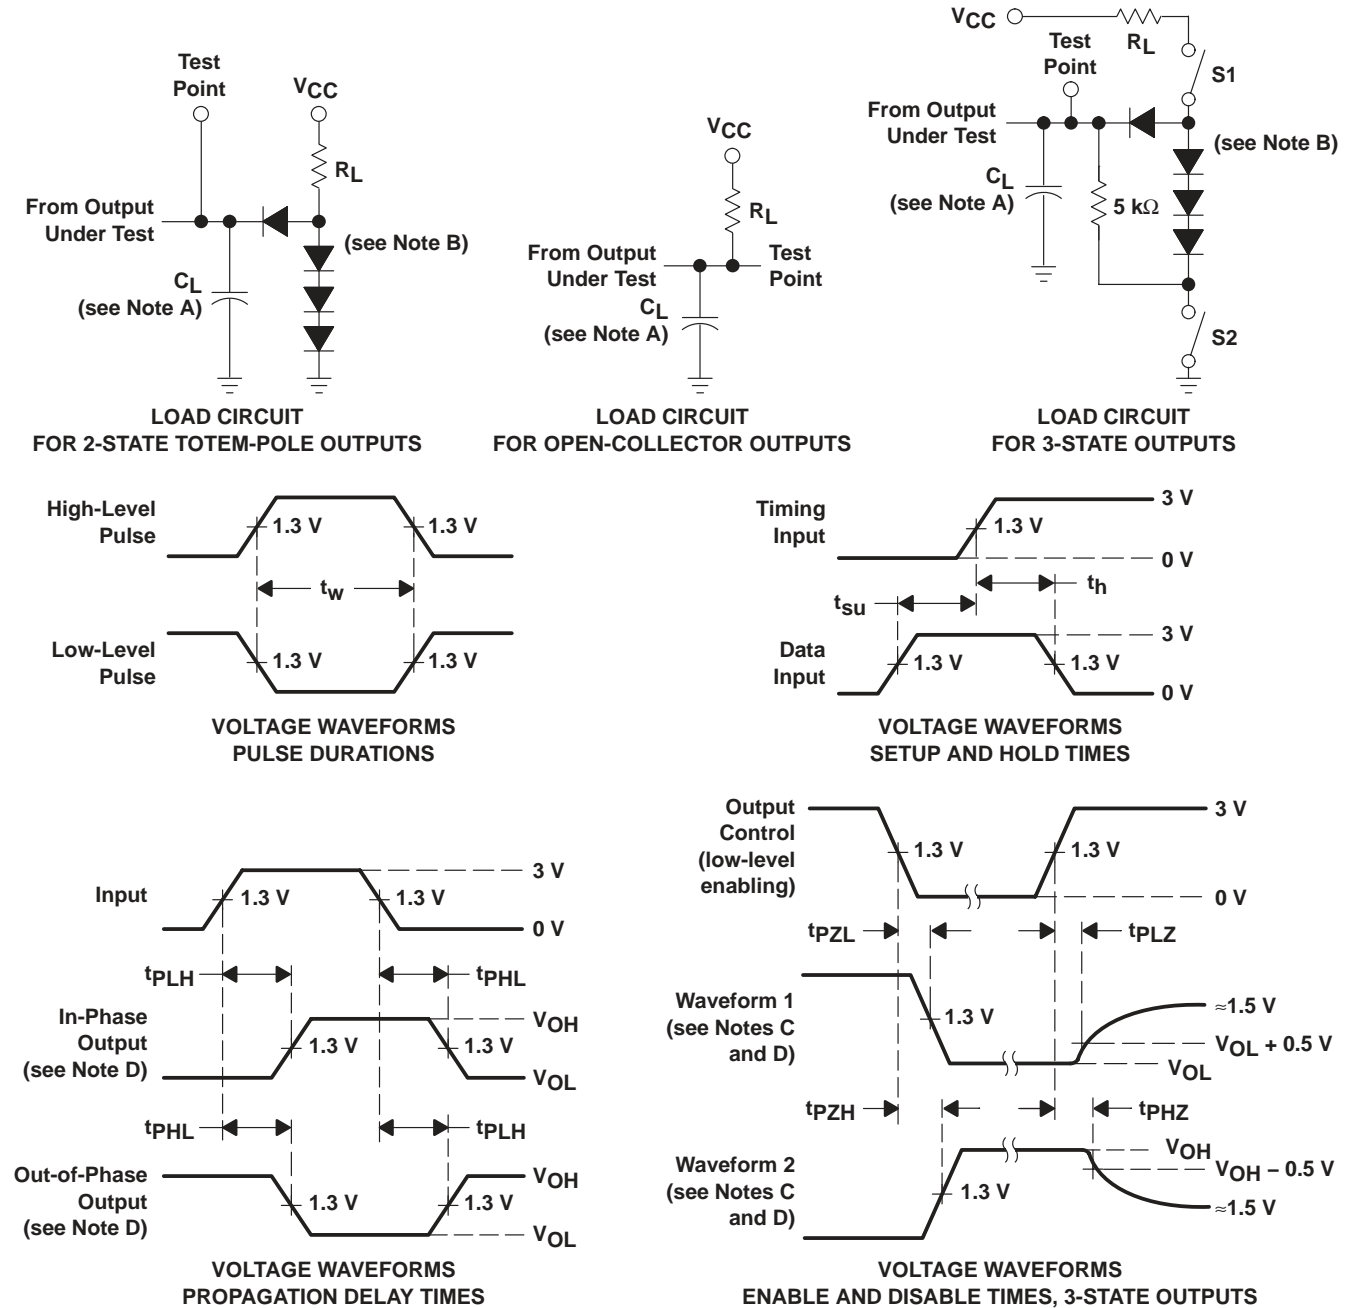 Test
Point
VCC
RL
From Output
Under Test
(see Note B)
CL
(see Note A)
LOAD CIRCUIT
FOR 2-STATE TOTEM-POLE OUTPUTS
VCC
RL
From Output
Under Test
Test
Point
CL
(see Note A)
LOAD CIRCUIT
FOR OPEN-COLLECTOR OUTPUTS
VCC
RL
Test
Point
S1
From Output
Under Test
(see Note B)
CL
(see Note A)
5 kΩ
S2
LOAD CIRCUIT
FOR 3-STATE OUTPUTS
High-Level
Pulse
1.3 V
1.3 V
tw
Low-Level
Pulse
1.3 V
1.3 V
VOLTAGE WAVEFORMS
PULSE DURATIONS
Timing
Input
3 V
1.3 V
0 V
th
tsu
3 V
Data
Input
1.3 V
1.3 V
0 V
VOLTAGE WAVEFORMS
SETUP AND HOLD TIMES
3 V
Input
1.3 V
1.3 V
0 V
tPLH
tPHL
In-Phase
Output
(see Note D)
VOH
1.3 V
1.3 V
VOL
tPHL
tPLH
Out-of-Phase
Output
(see Note D)
VOH
1.3 V
1.3 V
VOL
VOLTAGE WAVEFORMS
PROPAGATION DELAY TIMES
Output
Control
(low-level
enabling)
3 V
1.3 V
1.3 V
0 V
tPZL
tPLZ
Waveform 1
(see Notes C
and D)
1.3 V
≈1.5 V
VOL + 0.5 V
VOL
tPZH
tPHZ
Waveform 2
(see Notes C
and D)
1.3 V
VOH
VOH − 0.5 V
≈1.5 V
VOLTAGE WAVEFORMS
ENABLE AND DISABLE TIMES, 3-STATE OUTPUTS